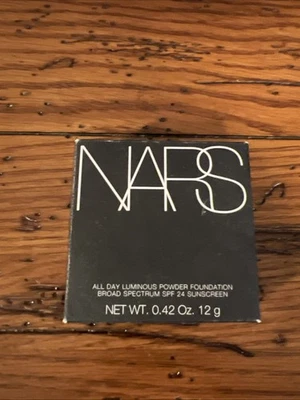 NARS
ALL DAY LUMINOUS POWDER FOUNDATION
BROAD SPECTRUM SPF 24 SUNSCREEN
NET WT. 0.42 Oz. 12 g